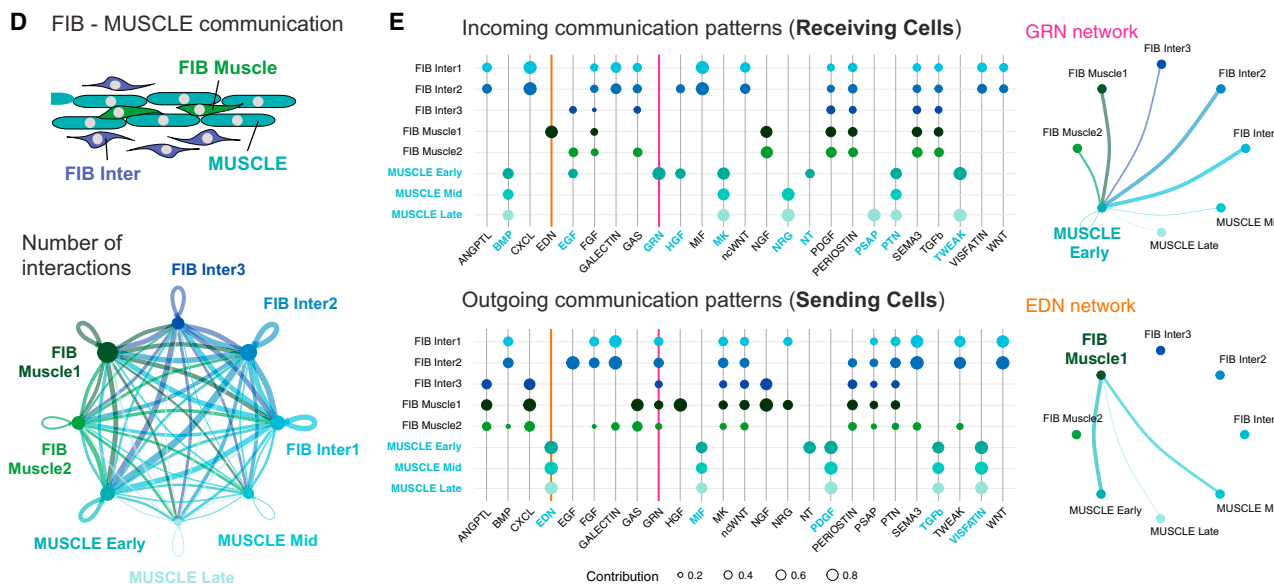 D FIB - MUSCLE communication
FIB Muscle
FIB Inter
MUSCLE
Number of
interactions
FIB Inter3
FIB Inter2
FIB
Muscle1
FIB Inter1
FIB
Muscle2
MUSCLE Early
MUSCLE Mid
MUSCLE Late
E Incoming communication patterns (Receiving Cells)
FIB Inter1
FIB Inter2
FIB Inter3
FIB Muscle1
FIB Muscle2
MUSCLE Early
MUSCLE Mid
MUSCLE Late
ANGPTL BMP CXCL EDN EGF FGF GALECTIN GAS GRN HGF MIF MK ncWNT NGF NRG NT PDGF PERIOSTIN PSAP PTN SEMA3 TGFb TWEAK VISFATIN WNT
Outgoing communication patterns (Sending Cells)
FIB Inter1
FIB Inter2
FIB Inter3
FIB Muscle1
FIB Muscle2
MUSCLE Early
MUSCLE Mid
MUSCLE Late
ANGPTL BMP CXCL EDN EGF FGF GALECTIN GAS GRN HGF MIF MK ncWNT NGF NRG NT PDGF PERIOSTIN PSAP PTN SEMA3 TGFb TWEAK VISFATIN WNT
Contribution 0.2 0.4 0.6 0.8
GRN network
FIB Inter3
FIB Muscle1
FIB Inter2
FIB Muscle2
FIB Inter
MUSCLE Mi
MUSCLE
Early
MUSCLE Late
EDN network
FIB
Muscle1
FIB Inter3
FIB Inter2
FIB Muscle2
FIB Inter
MUSCLE Early
MUSCLE M
MUSCLE Late